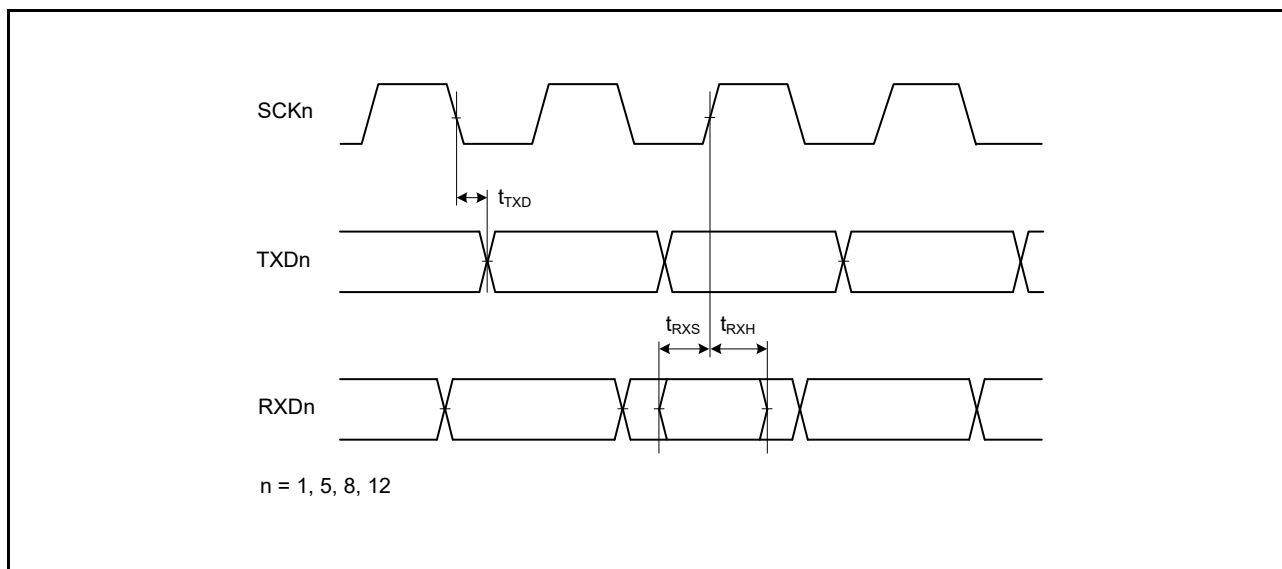 SCKn
tTXD
TXDn
tRXS tRXH
RXDn
n = 1, 5, 8, 12